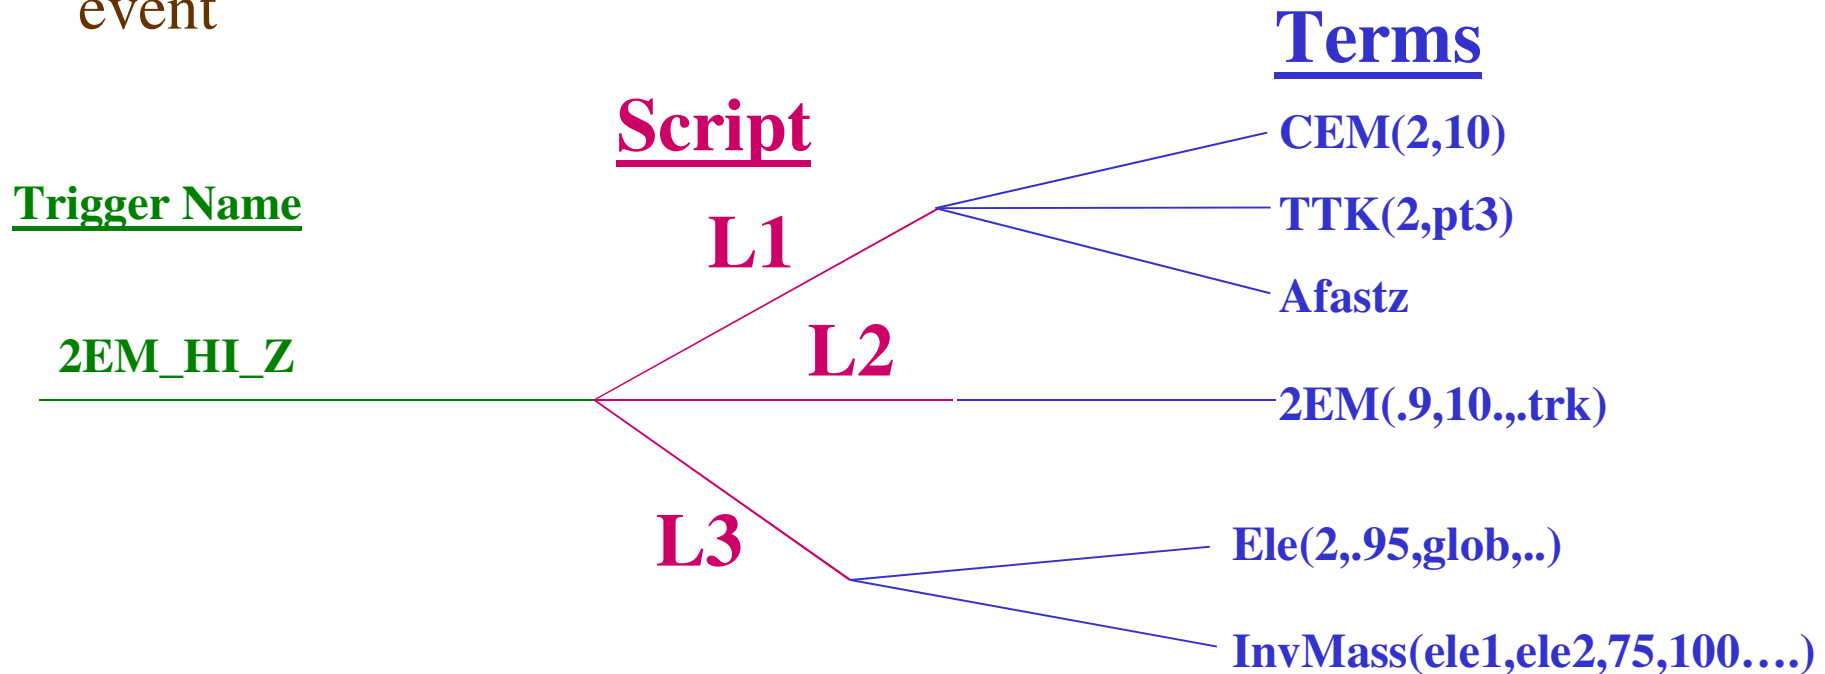 event
Terms
Script
CEM(2,10)
Trigger Name
TTK(2,pt3)
L1
Afastz
2EM_HI_Z
L2
2EM(.9,10.,.trk)
L3
Ele(2,.95,glob,..)
InvMass(ele1,ele2,75,100….)